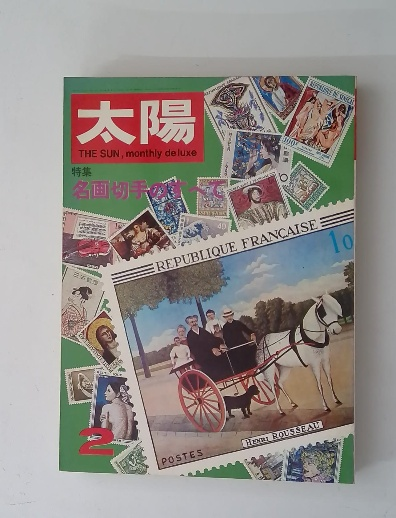 太陽
THE SUN, monthly deluxe
特集
名画切手のすべて
REPUBLIQUE FRANCAISE
10
HENRI ROUSSEAU
POSTES
2